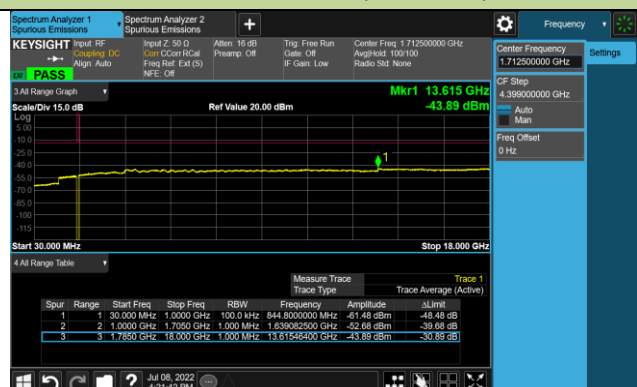 Spectrum Analyzer 1
Spurious Emissions
Spectrum Analyzer 2
Spurious Emissions
Frequency
KEYSIGHT
Input: RF
Coupling: DC
Align: Auto
Input Z: 50 Ω
Corr CCorr RCal
Freq Ref: Ext (S)
NFE: Off
Atten: 16 dB
Preamp: Off
Trig: Free Run
Gate: Off
IF Gain: Low
Center Freq: 1.712500000 GHz
Avg|Hold: 100/100
Radio Std: None
PASS
3 All Range Graph
Mkr1 13.615 GHz
-43.89 dBm
Scale/Div 15.0 dB
Ref Value 20.00 dBm
Log
5.00
-10.0
-25.0
-40.0
-55.0
-70.0
-85.0
-100
-115
1
Start 30.000 MHz
Stop 18.000 GHz
4 All Range Table
Measure Trace Trace 1
Trace Type Trace Average (Active)
Spur Range Start Freq Stop Freq RBW Frequency Amplitude ΔLimit
1 1 30.000 MHz 1.0000 GHz 100.0 kHz 844.8000000 MHz -61.48 dBm -48.48 dB
2 2 1.0000 GHz 1.7050 GHz 1.000 MHz 1.639082500 GHz -52.68 dBm -39.68 dB
3 3 1.7850 GHz 18.000 GHz 1.000 MHz 13.61546400 GHz -43.89 dBm -30.89 dB
Center Frequency
1.712500000 GHz
Settings
CF Step
4.399000000 GHz
Auto
Man
Freq Offset
0 Hz
Jul 08, 2022